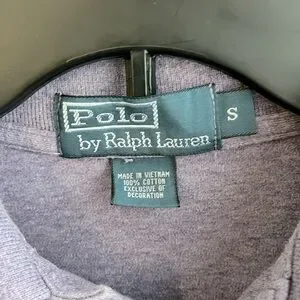 Polo
by Ralph Lauren
S
MADE IN VIETNAM
100% COTTON
EXCLUSIVE OF
DECORATION